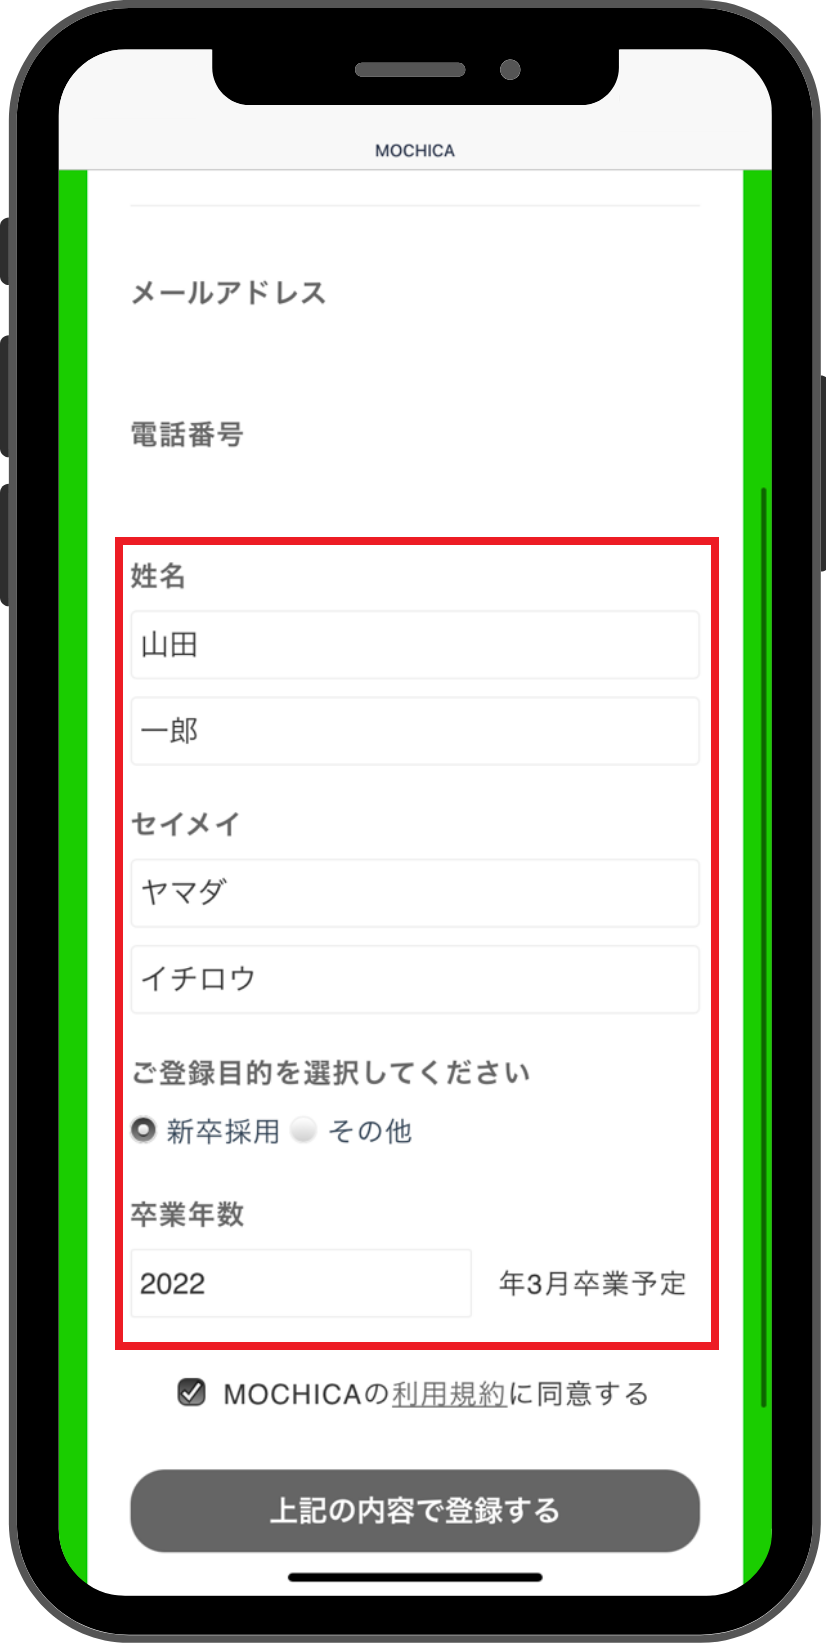 MOCHICA
メールアドレス
電話番号
姓名
山田
一郎
セイメイ
ヤマダ
イチロウ
ご登録目的を選択してください
新卒採用 その他
卒業年数
2022 年3月卒業予定
MOCHICAの利用規約に同意する
上記の内容で登録する